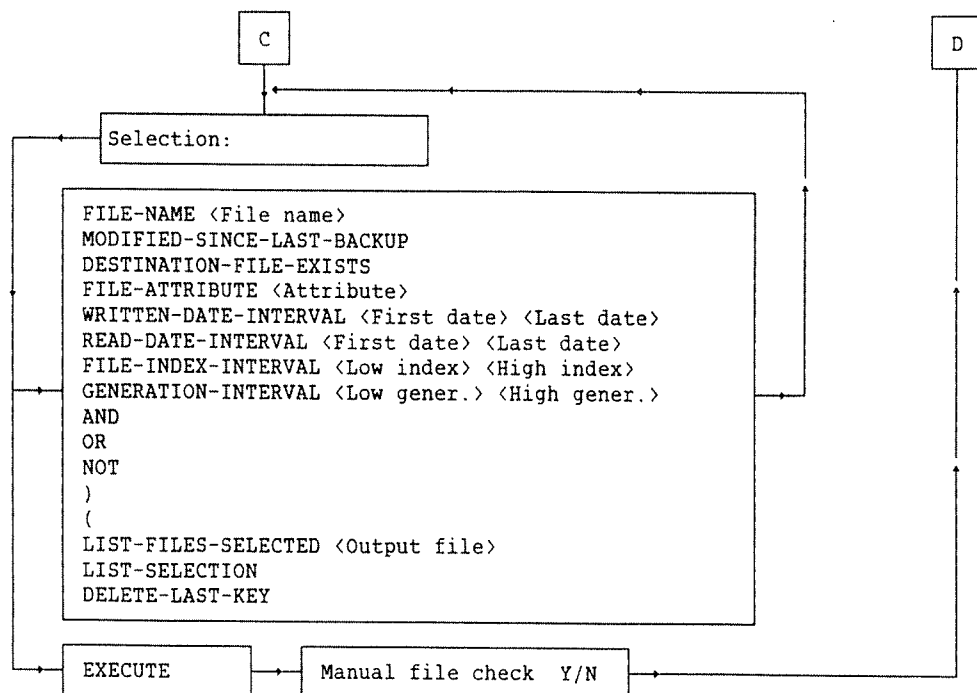 C
D
Selection:
FILE-NAME <File name>
MODIFIED-SINCE-LAST-BACKUP
DESTINATION-FILE-EXISTS
FILE-ATTRIBUTE <Attribute>
WRITTEN-DATE-INTERVAL <First date> <Last date>
READ-DATE-INTERVAL <First date> <Last date>
FILE-INDEX-INTERVAL <Low index> <High index>
GENERATION-INTERVAL <Low gener.> <High gener.>
AND
OR
NOT
)
(
LIST-FILES-SELECTED <Output file>
LIST-SELECTION
DELETE-LAST-KEY
EXECUTE
Manual file check Y/N